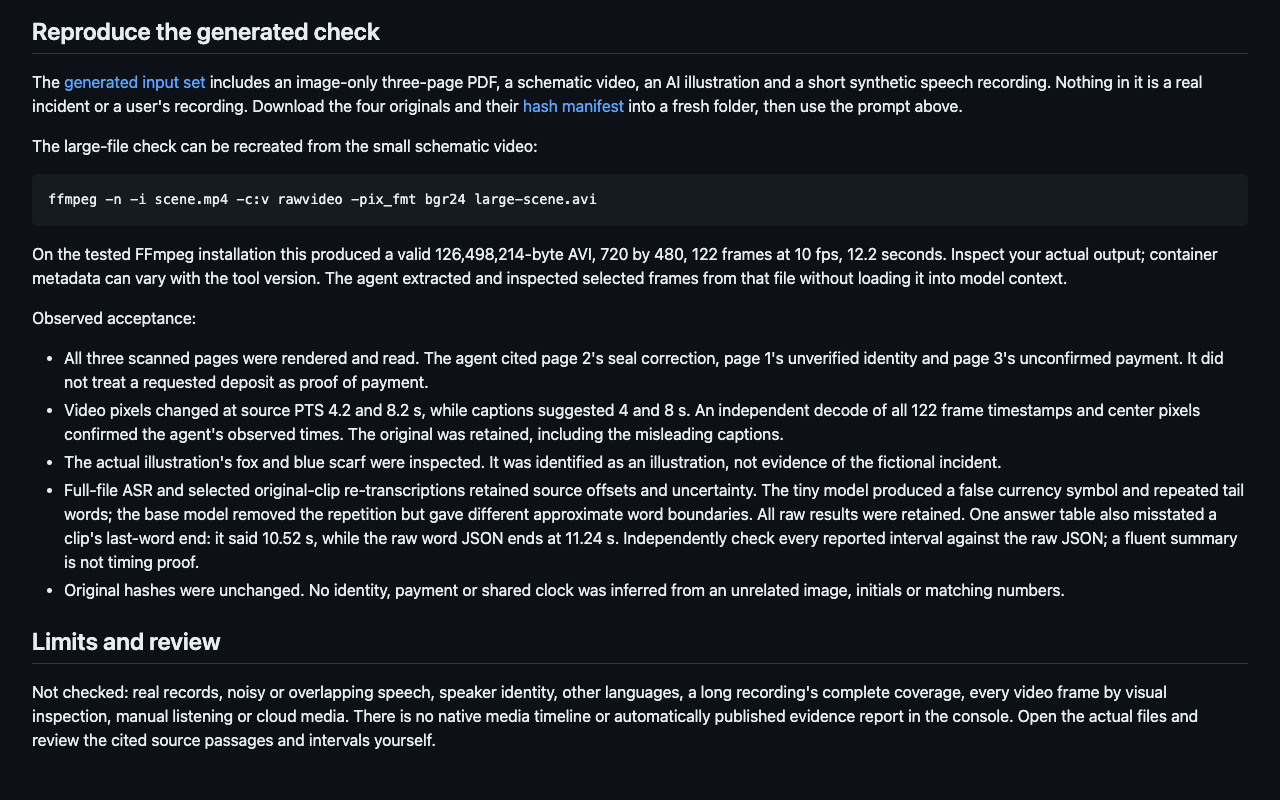 Reproduce the generated check
The generated input set includes an image-only three-page PDF, a schematic video, an AI illustration and a short synthetic speech recording. Nothing in it is a real
incident or a user's recording. Download the four originals and their hash manifest into a fresh folder, then use the prompt above.
The large-file check can be recreated from the small schematic video:
ffmpeg -n -i scene.mp4 -c:v rawvideo -pix_fmt bgr24 large-scene.avi
On the tested FFmpeg installation this produced a valid 126,498,214-byte AVI, 720 by 480, 122 frames at 10 fps, 12.2 seconds. Inspect your actual output; container
metadata can vary with the tool version. The agent extracted and inspected selected frames from that file without loading it into model context.
Observed acceptance:
• All three scanned pages were rendered and read. The agent cited page 2's seal correction, page 1's unverified identity and page 3's unconfirmed payment. It did
not treat a requested deposit as proof of payment.
• Video pixels changed at source PTS 4.2 and 8.2 s, while captions suggested 4 and 8 s. An independent decode of all 122 frame timestamps and center pixels
confirmed the agent's observed times. The original was retained, including the misleading captions.
• The actual illustration's fox and blue scarf were inspected. It was identified as an illustration, not evidence of the fictional incident.
• Full-file ASR and selected original-clip re-transcriptions retained source offsets and uncertainty. The tiny model produced a false currency symbol and repeated tail
words; the base model removed the repetition but gave different approximate word boundaries. All raw results were retained. One answer table also misstated a
clip's last-word end: it said 10.52 s, while the raw word JSON ends at 11.24 s. Independently check every reported interval against the raw JSON; a fluent summary
is not timing proof.
• Original hashes were unchanged. No identity, payment or shared clock was inferred from an unrelated image, initials or matching numbers.
Limits and review
Not checked: real records, noisy or overlapping speech, speaker identity, other languages, a long recording's complete coverage, every video frame by visual
inspection, manual listening or cloud media. There is no native media timeline or automatically published evidence report in the console. Open the actual files and
review the cited source passages and intervals yourself.